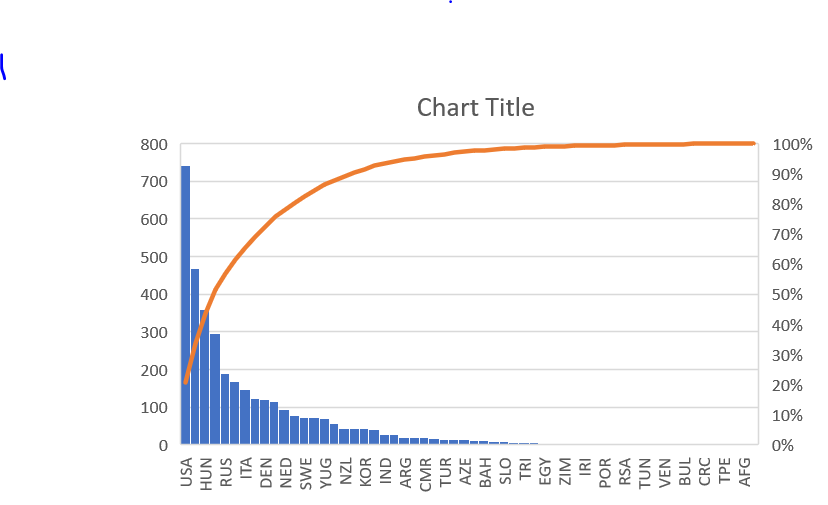 Chart Title
800
700
600
500
400
300
200
100
0
100%
90%
80%
70%
60%
50%
40%
30%
20%
10%
0%
USA
HUN
RUS
ITA
DEN
NED
SWE
YUG
NZL
KOR
IND
ARG
CMR
TUR
AZE
BAH
SLO
TRI
EGY
ZIM
IRI
POR
RSA
TUN
VEN
BUL
CRC
TPE
AFG